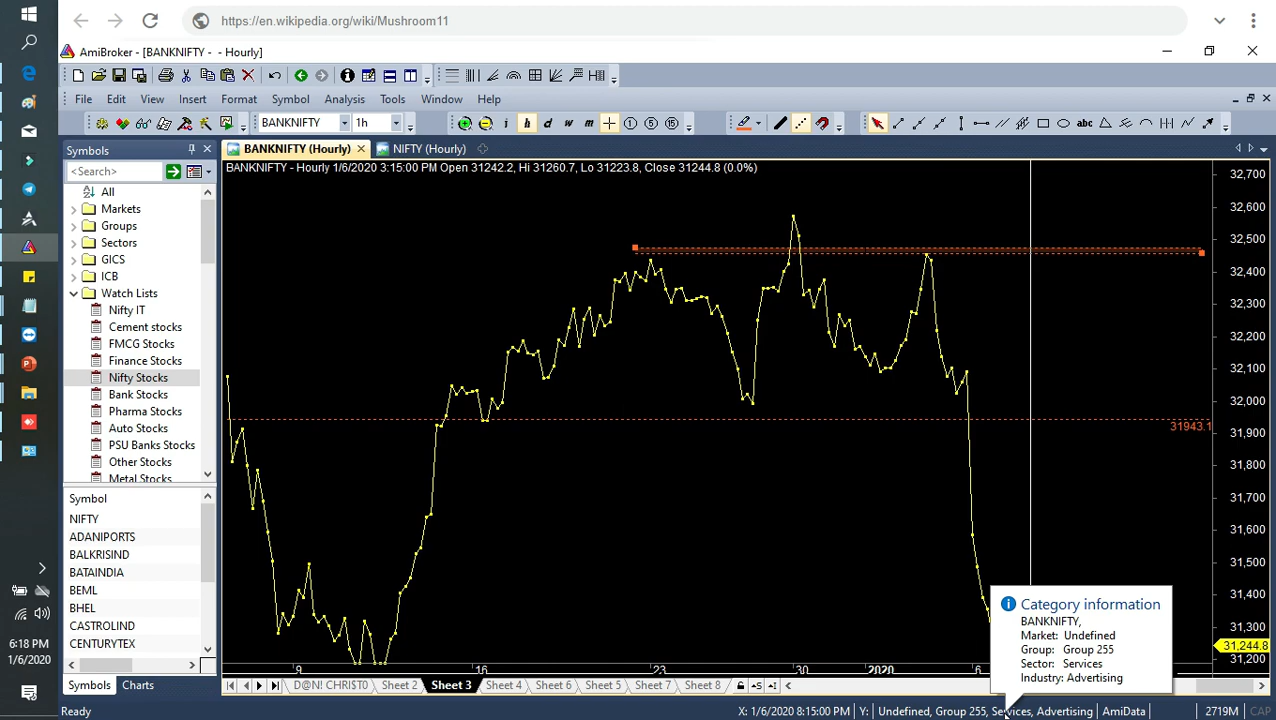 https://en.wikipedia.org/wiki/Mushroom11
AmiBroker - [BANKNIFTY - - Hourly]
File Edit View Insert Format Symbol Analysis Tools Window Help
BANKNIFTY 1h i h d w m 1 5 15 abc
Symbols
BANKNIFTY (Hourly) NIFTY (Hourly)
<Search>
BANKNIFTY - Hourly 1/6/2020 3:15:00 PM Open 31242.2, Hi 31260.7, Lo 31223.8, Close 31244.8 (0.0%)
All
Markets
Groups
Sectors
GICS
ICB
Watch Lists
Nifty IT
Cement stocks
FMCG Stocks
Finance Stocks
Nifty Stocks
Bank Stocks
Pharma Stocks
Auto Stocks
PSU Banks Stocks
Other Stocks
Metal Stocks
Symbol
NIFTY
ADANIPORTS
BALKRISIND
BATAINDIA
BEML
BHEL
CASTROLIND
CENTURYTEX
Symbols Charts
32,700
32,600
32,500
32,400
32,300
32,200
32,100
32,000
31,900
31,800
31,700
31,600
31,500
31,400
31,300
31,200
31943.1
31,244.8
9 16 23 30 2020 6
Category information
BANKNIFTY,
Market: Undefined
Group: Group 255
Sector: Services
Industry: Advertising
D@N! CHRI$T0 Sheet 2 Sheet 3 Sheet 4 Sheet 6 Sheet 5 Sheet 7 Sheet 8
Ready X: 1/6/2020 8:15:00 PM Y: Undefined, Group 255, Services, Advertising AmiData 2719M CAP
6:18 PM
1/6/2020